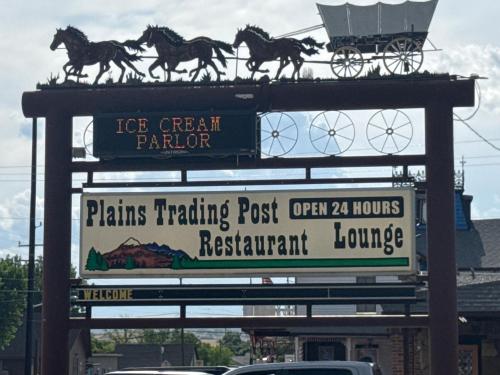 ICE CREAM
PARLOR
Plains Trading Post OPEN 24 HOURS
Restaurant Lounge
WELCOME